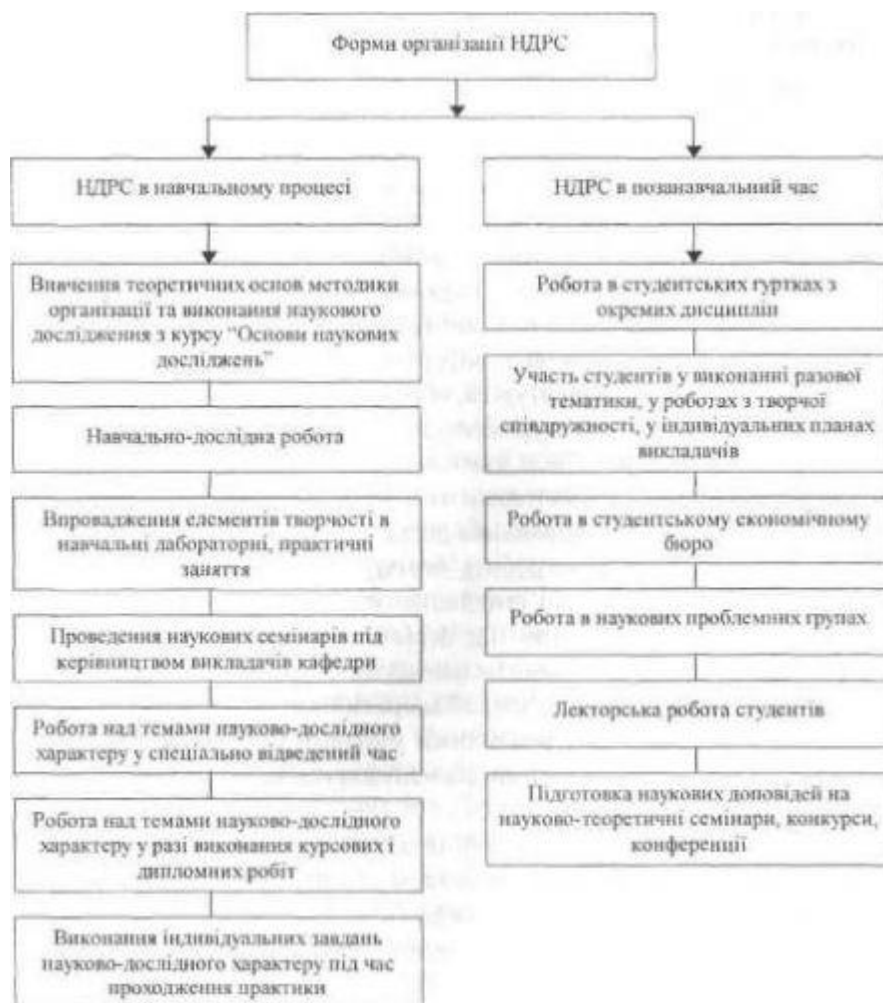 Форми організації НДРС
НДРС в навчальному процесі
Вивчення теоретичних основ методики
організації та виконання наукового
дослідження з курсу “Основи наукових
досліджень”
Навчально-дослідна робота
Впровадження елементів творчості в
навчальні лабораторні, практичні
заняття
Проведення наукових семінарів під
керівництвом викладачів кафедри
Робота над темами науково-дослідного
характеру у спеціально відведений час
Робота над темами науково-дослідного
характеру у разі виконання курсових і
дипломних робіт
Виконання індивідуальних завдань
науково-дослідного характеру під час
проходження практики
НДРС в позанавчальний час
Робота в студентських гуртках з
окремих дисциплін
Участь студентів у виконанні разової
тематики, у роботах з творчої
співдружності, у індивідуальних планах
викладачів
Робота в студентському економічному
бюро
Робота в наукових проблемних групах
Лекторська робота студентів
Підготовка наукових доповідей на
науково-теоретичні семінари, конкурси,
конференції